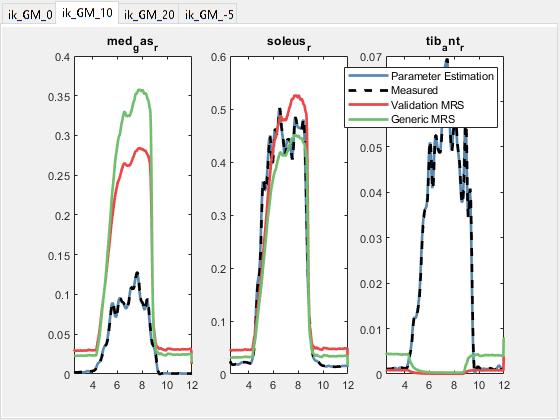 ik_GM_0 ik_GM_10 ik_GM_20 ik_GM_-5
med_gas_r soleus_r tib_ant_r
0.4 0.6 0.07
Parameter Estimation
Measured
Validation MRS
Generic MRS
0.35
0.3
0.25
0.2
0.15
0.1
0.05
0
0.5
0.4
0.3
0.2
0.1
0
0.05
0.04
0.03
0.02
0.01
0
4 6 8 10 12 4 6 8 10 12 4 6 8 10 12